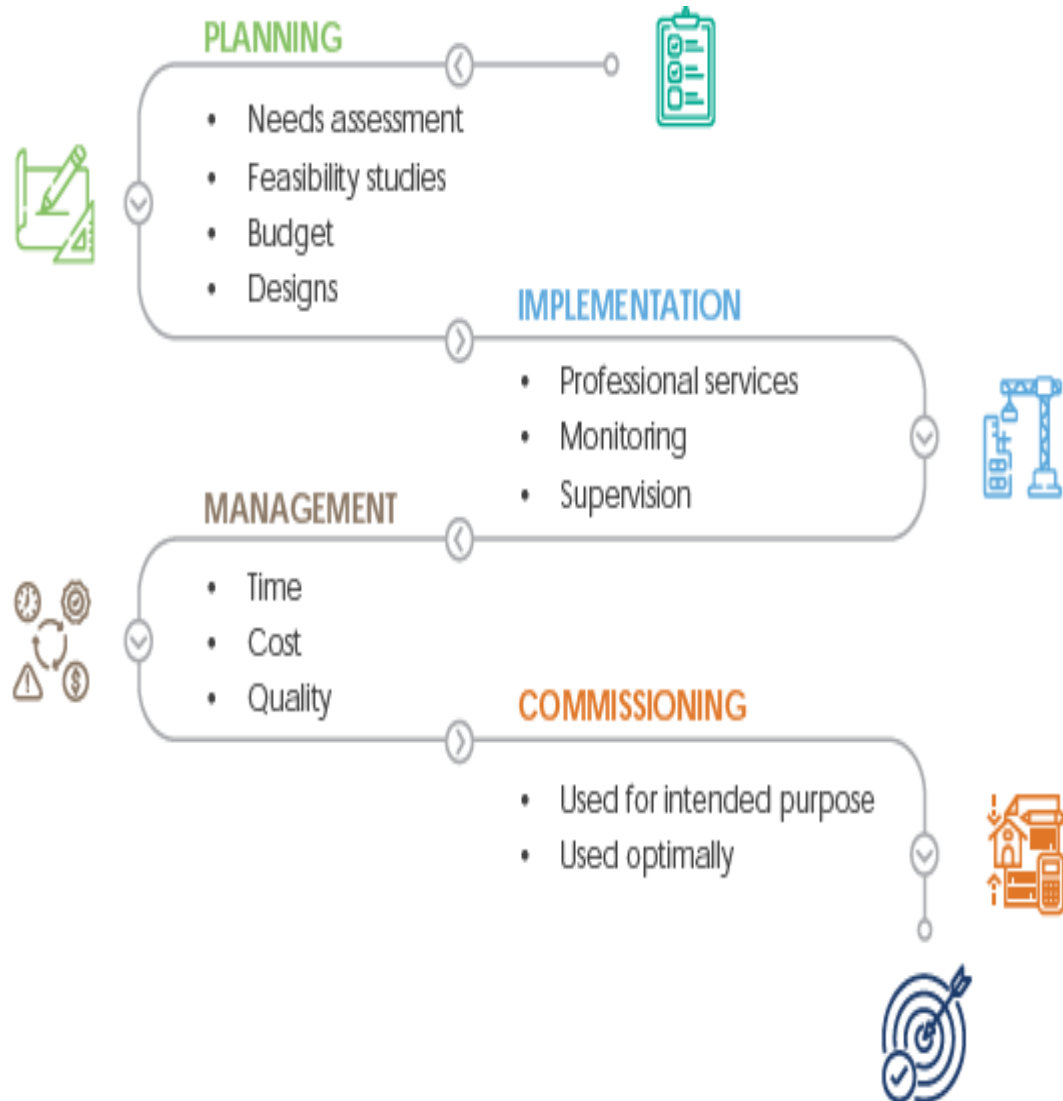 PLANNING
• Needs assessment
• Feasibility studies
• Budget
• Designs
IMPLEMENTATION
• Professional services
• Monitoring
• Supervision
MANAGEMENT
• Time
• Cost
• Quality
COMMISSIONING
• Used for intended purpose
• Used optimally